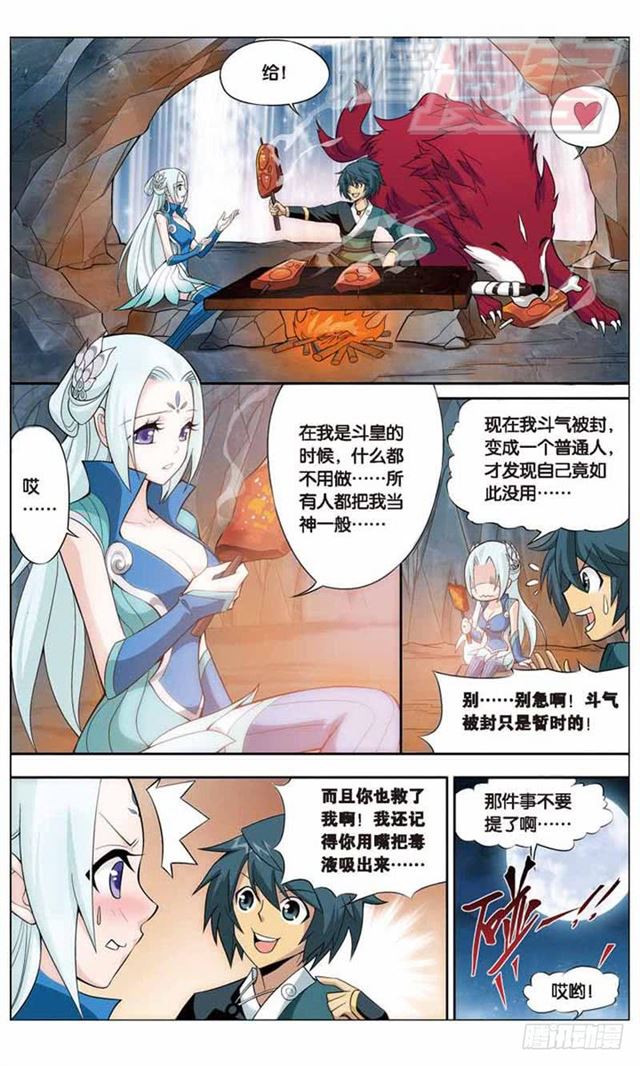 给！
漫客
哎
……
在我是斗皇的
时候，什么都
不用做……所
有人都把我当
神一般……
现在我斗气被封，
变成一个普通人，
才发现自己竟如
此没用……
别……别急啊！斗气
被封只是暂时的！
而且你也救了
我啊！我还记
得你用嘴把毒
液吸出来……
那件事不要
提了啊……
碰一!!
哎哟！
腾讯动漫